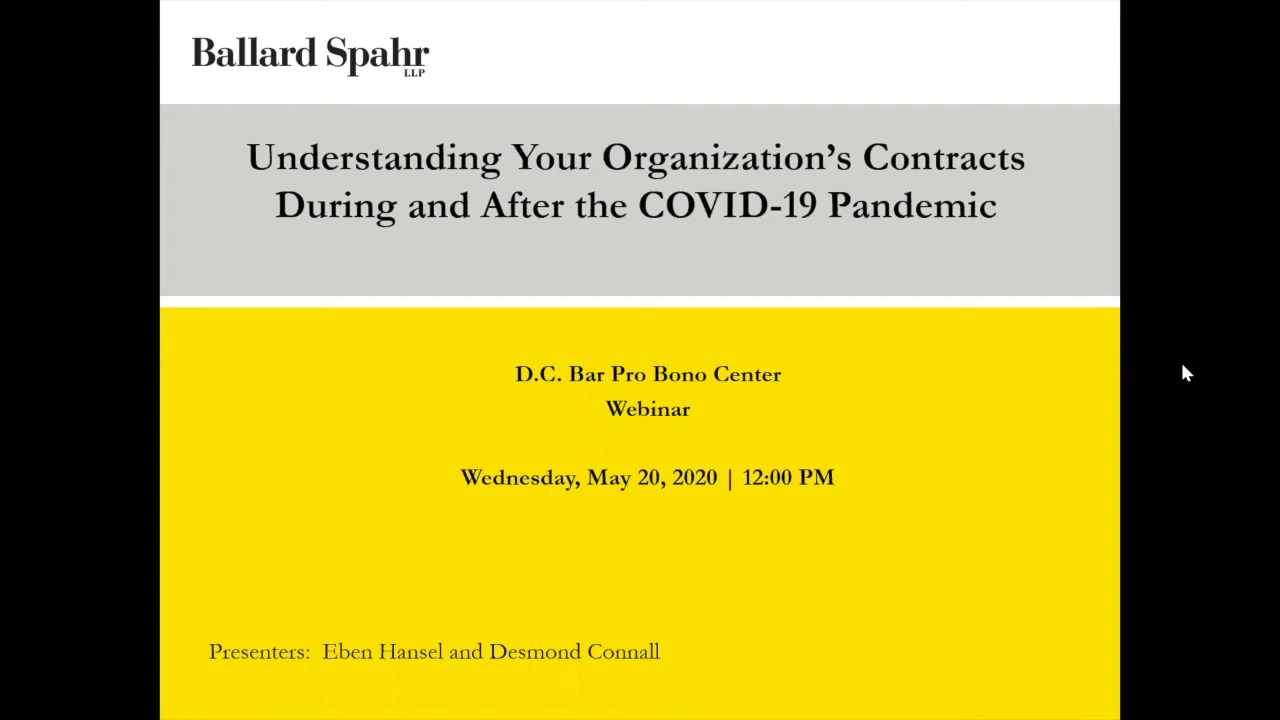 Ballard Spahr
LLP
Understanding Your Organization's Contracts
During and After the COVID-19 Pandemic
D.C. Bar Pro Bono Center
Webinar
Wednesday, May 20, 2020 | 12:00 PM
Presenters:  Eben Hansel and Desmond Connall